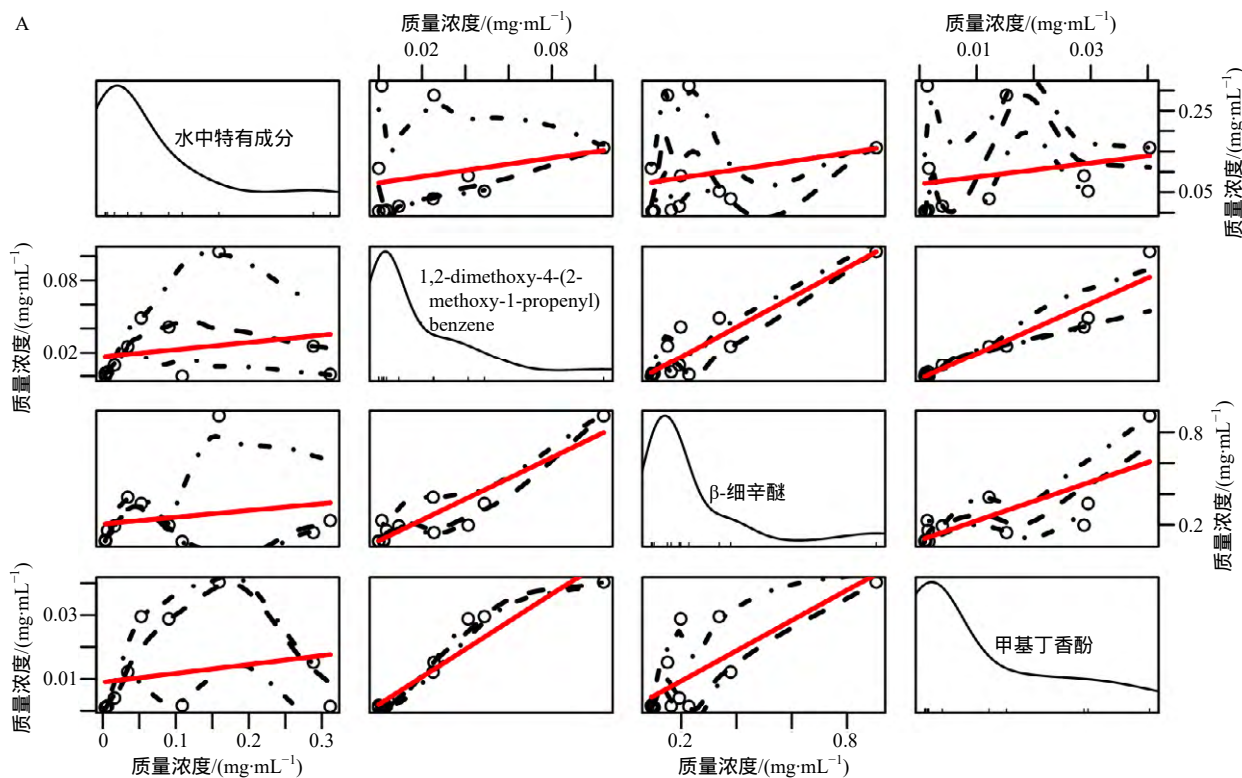 A
质量浓度/(mg·mL⁻¹)
0.02 0.08
质量浓度/(mg·mL⁻¹)
0.01 0.03
水中特有成分
0.25
0.05
质量浓度/(mg·mL⁻¹)
0.08
0.02
质量浓度/(mg·mL⁻¹)
1,2-dimethoxy-4-(2-
methoxy-1-propenyl)
benzene
β-细辛醚
0.8
0.2
质量浓度/(mg·mL⁻¹)
0.03
0.01
质量浓度/(mg·mL⁻¹)
甲基丁香酚
0 0.1 0.2 0.3
质量浓度/(mg·mL⁻¹)
0.2 0.8
质量浓度/(mg·mL⁻¹)